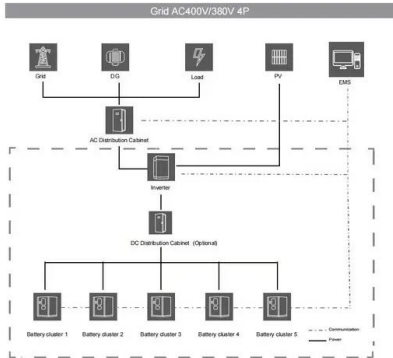 Grid AC400V/380V 4P
Grid
DG
Load
PV
EMS
AC Distribution Cabinet
Inverter
DC Distribution Cabinet (Optional)
Battery cluster 1
Battery cluster 2
Battery cluster 3
Battery cluster 4
Battery cluster 5
Communication
Power